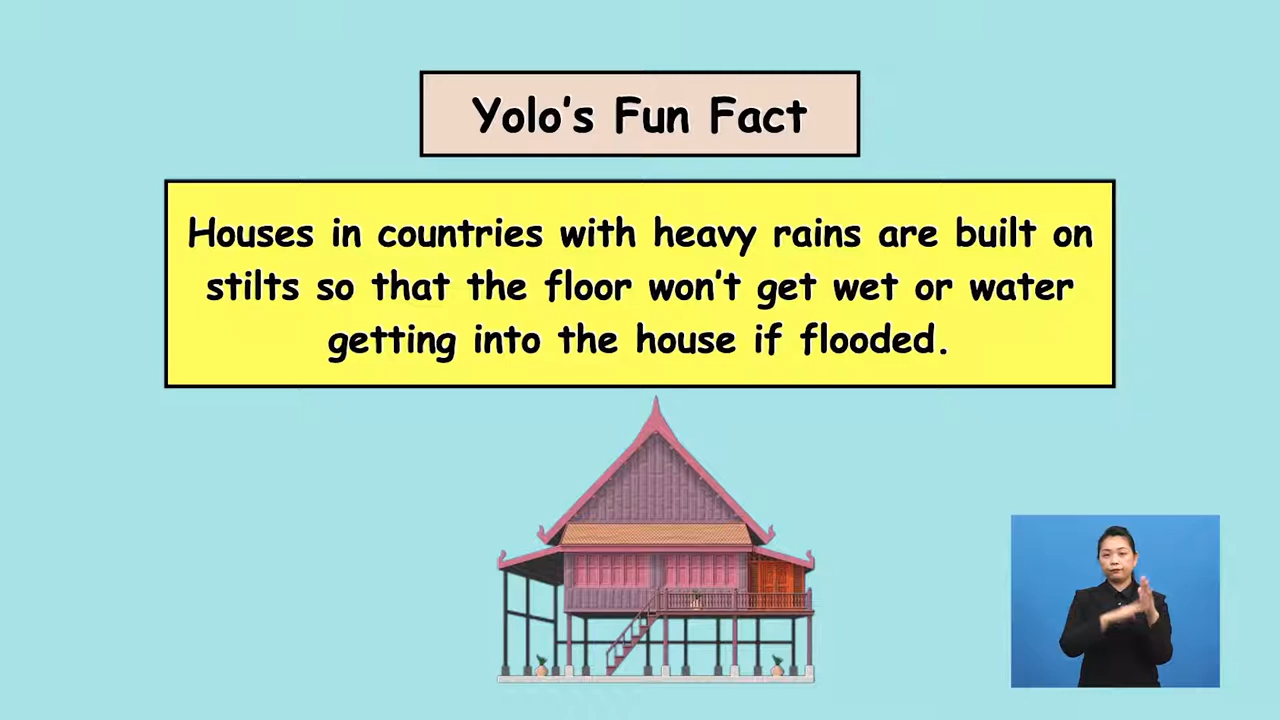 Yolo's Fun Fact
Houses in countries with heavy rains are built on
stilts so that the floor won't get wet or water
getting into the house if flooded.